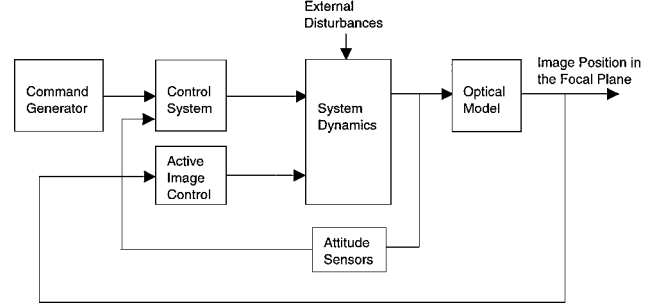 External
Disturbances
Image Position in
the Focal Plane
Command
Generator
Control
System
System
Dynamics
Optical
Model
Active
Image
Control
Attitude
Sensors